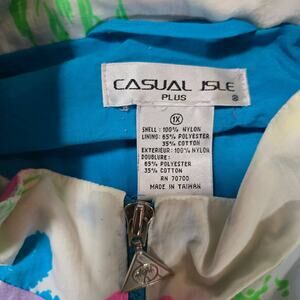 CASUAL ISLE
PLUS
®
1X
SHELL: 100% NYLON
LINING: 65% POLYESTER
35% COTTON
EXTERIEUR: 100% NYLON
DOUBLURE:
65% POLYESTER
35% COTTON
RN 70700
MADE IN TAIWAN